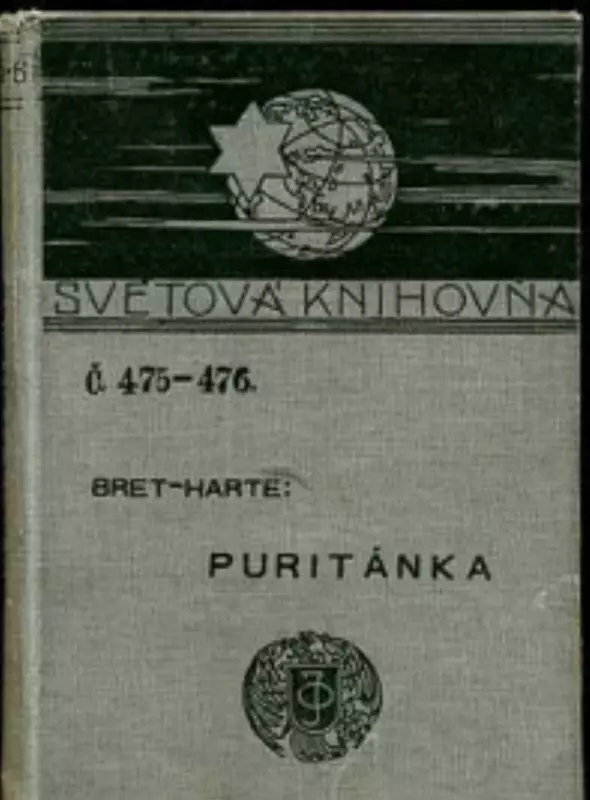 SVĚTOVÁ KNIHOVNA
Č. 475–476.
BRET-HARTE:
PURITÁNKA